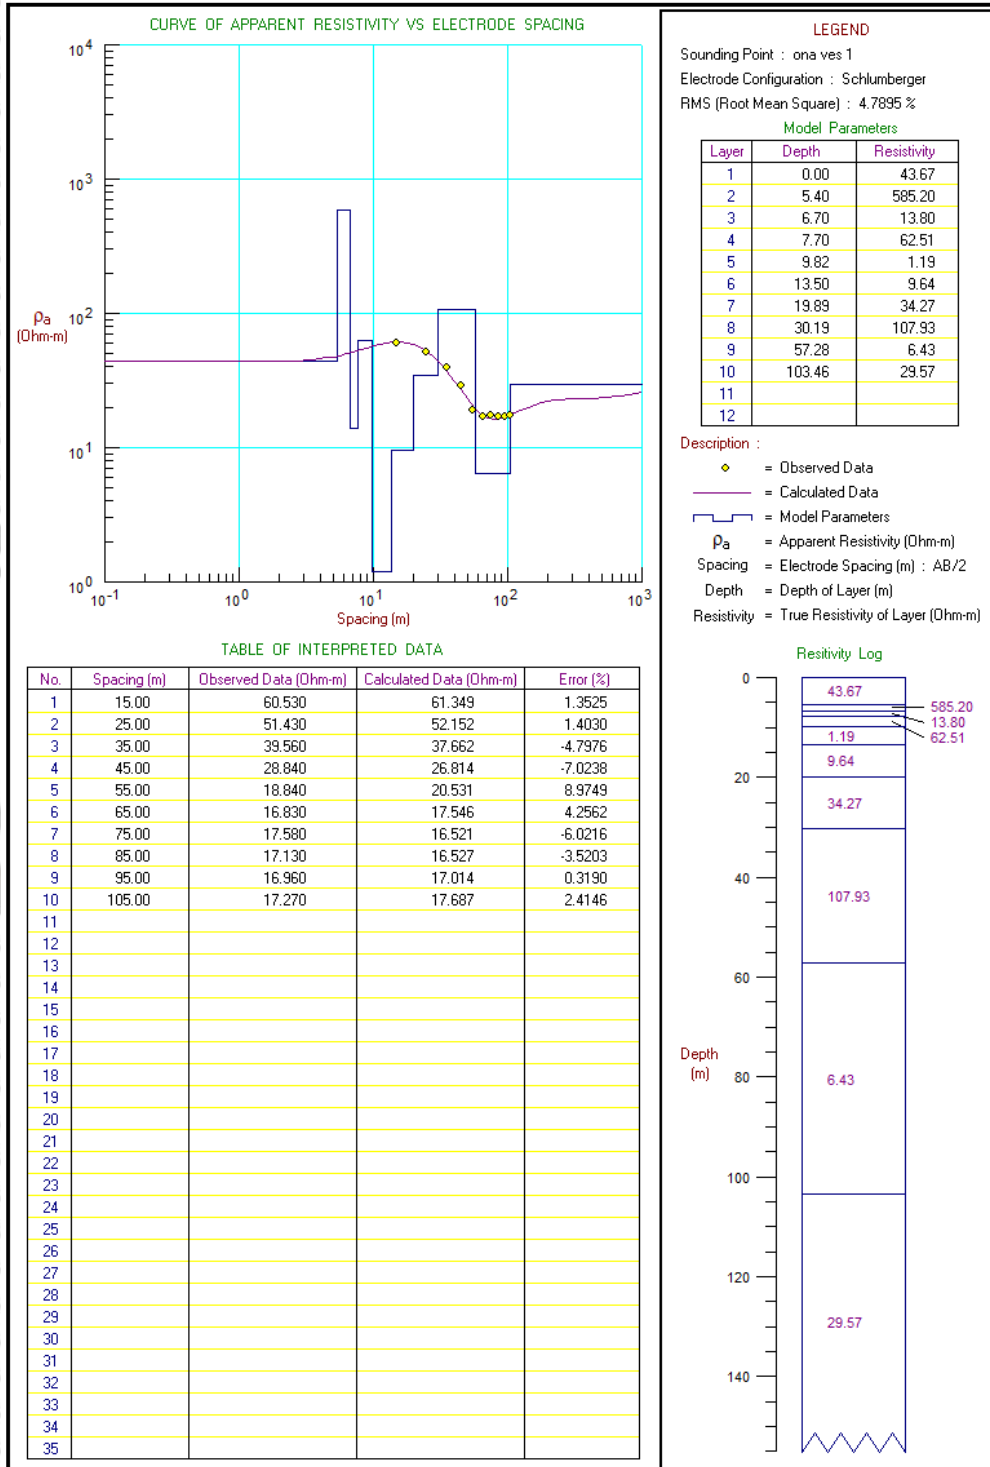 CURVE OF APPARENT RESISTIVITY VS ELECTRODE SPACING
10^4
10^3
10^2
10^1
10^0
ρa
(Ohm-m)
10^-1 10^0 10^1 10^2 10^3
Spacing (m)
TABLE OF INTERPRETED DATA
No. Spacing (m) Observed Data (Ohm-m) Calculated Data (Ohm-m) Error (%)
1 15.00 60.530 61.349 1.3525
2 25.00 51.430 52.152 1.4030
3 35.00 39.560 37.662 -4.7976
4 45.00 28.840 26.814 -7.0238
5 55.00 18.840 20.531 8.9749
6 65.00 16.830 17.546 4.2562
7 75.00 17.580 16.521 -6.0216
8 85.00 17.130 16.527 -3.5203
9 95.00 16.960 17.014 0.3190
10 105.00 17.270 17.687 2.4146
11
12
13
14
15
16
17
18
19
20
21
22
23
24
25
26
27
28
29
30
31
32
33
34
35
LEGEND
Sounding Point : ona ves 1
Electrode Configuration : Schlumberger
RMS (Root Mean Square) : 4.7895 %
Model Parameters
Layer Depth Resistivity
1 0.00 43.67
2 5.40 585.20
3 6.70 13.80
4 7.70 62.51
5 9.82 1.19
6 13.50 9.64
7 19.89 34.27
8 30.19 107.93
9 57.28 6.43
10 103.46 29.57
11
12
Description :
= Observed Data
= Calculated Data
= Model Parameters
ρa = Apparent Resistivity (Ohm-m)
Spacing = Electrode Spacing (m) : AB/2
Depth = Depth of Layer (m)
Resistivity = True Resistivity of Layer (Ohm-m)
Resitivity Log
0
20
40
60
80
100
120
140
Depth
(m)
43.67
585.20
13.80
62.51
1.19
9.64
34.27
107.93
6.43
29.57